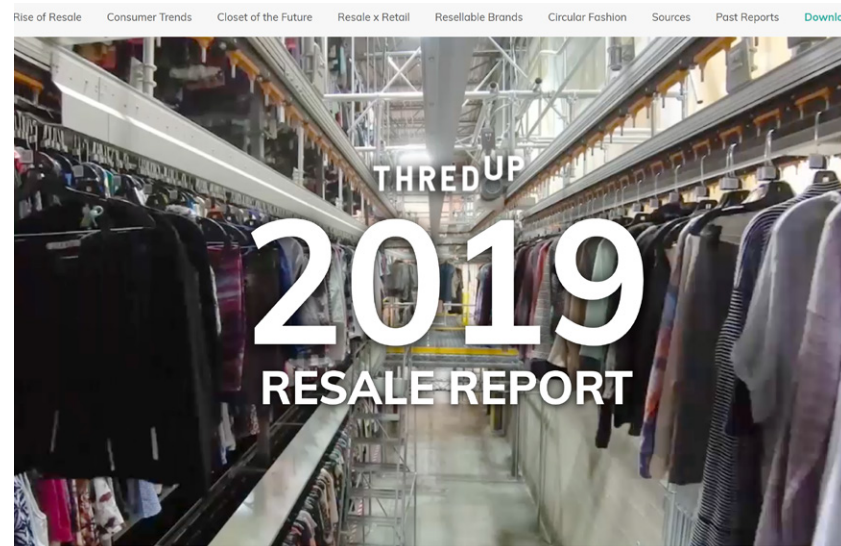 Rise of Resale Consumer Trends Closet of the Future Resale x Retail Resellable Brands Circular Fashion Sources Past Reports Downlo
THREDUP
2019
RESALE REPORT